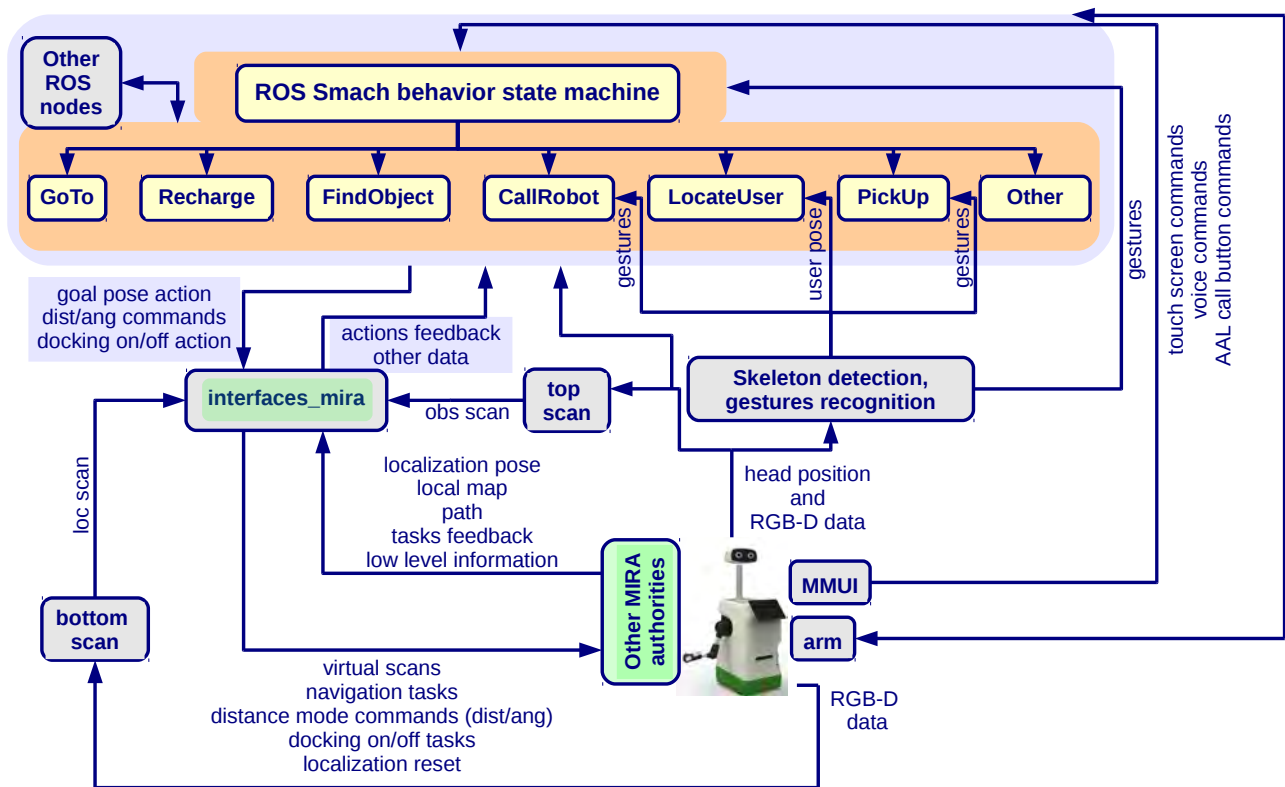 Other
ROS
nodes
ROS Smach behavior state machine
GoTo
Recharge
FindObject
CallRobot
LocateUser
PickUp
Other
gestures
user pose
gestures
gestures
touch screen commands
voice commands
AAL call button commands
goal pose action
dist/ang commands
docking on/off action
actions feedback
other data
interfaces_mira
obs scan
top
scan
Skeleton detection,
gestures recognition
loc scan
localization pose
local map
path
tasks feedback
low level information
head position
and
RGB-D data
Other MIRA
authorities
MMUI
arm
bottom
scan
virtual scans
navigation tasks
distance mode commands (dist/ang)
docking on/off tasks
localization reset
RGB-D
data